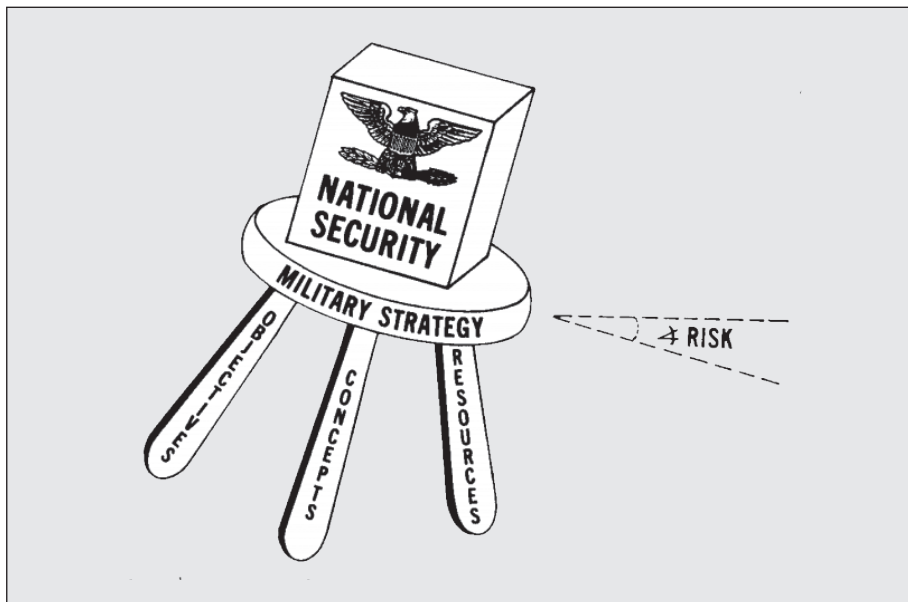 NATIONAL
SECURITY
MILITARY STRATEGY
OBJECTIVES
CONCEPTS
RESOURCES
∡ RISK